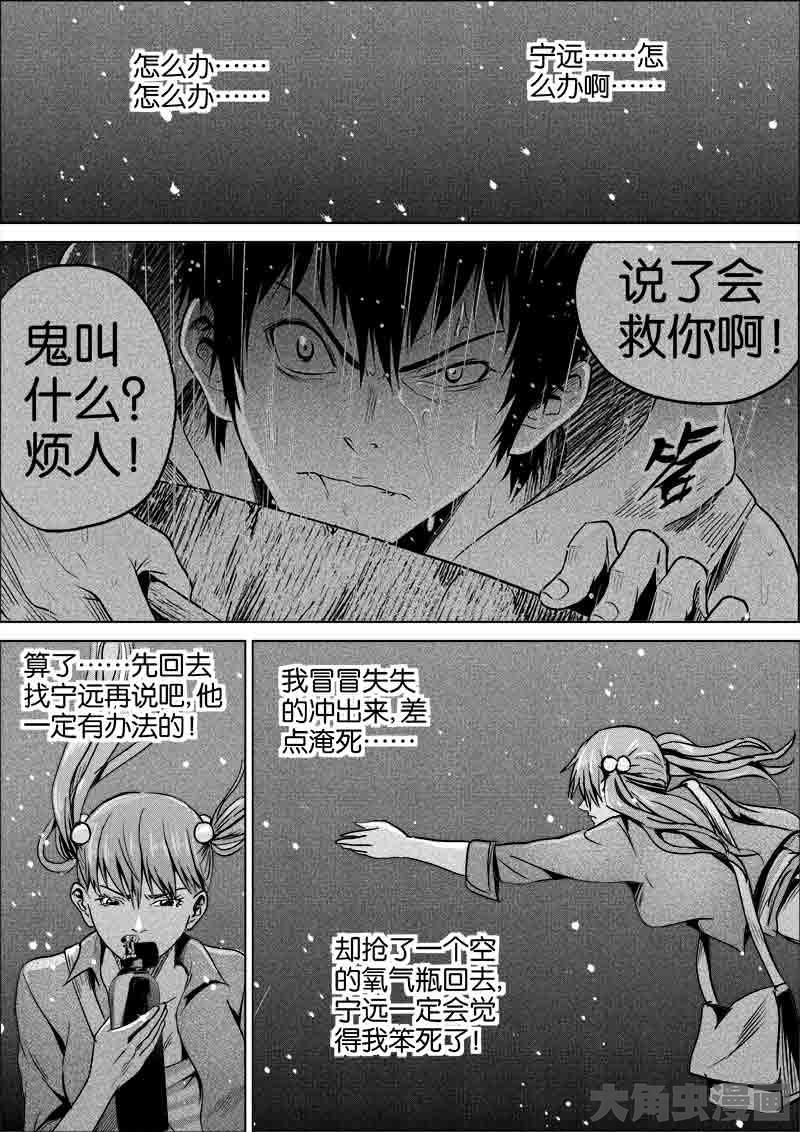 怎么办……
怎么办……
宁远……怎
么办啊……
鬼叫
什么?
烦人!
说了会
救你啊!
算了……先回去
找宁远再说吧,他
一定有办法的!
我冒冒失失
的冲出来,差
点淹死……
却抢了一个空
的氧气瓶回去,
宁远一定会觉
得我笨死了!
大角虫漫画